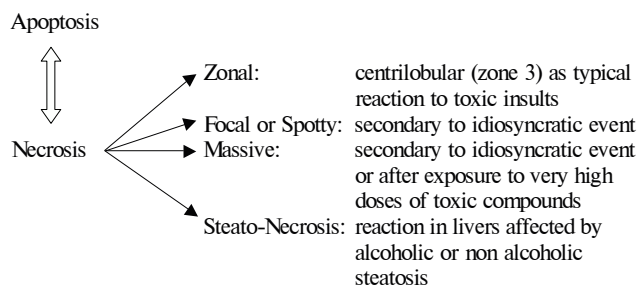 Apoptosis
Zonal: centrilobular (zone 3) as typical
reaction to toxic insults
Focal or Spotty: secondary to idiosyncratic event
Necrosis Massive: secondary to idiosyncratic event
or after exposure to very high
doses of toxic compounds
Steato-Necrosis: reaction in livers affected by
alcoholic or non alcoholic
steatosis